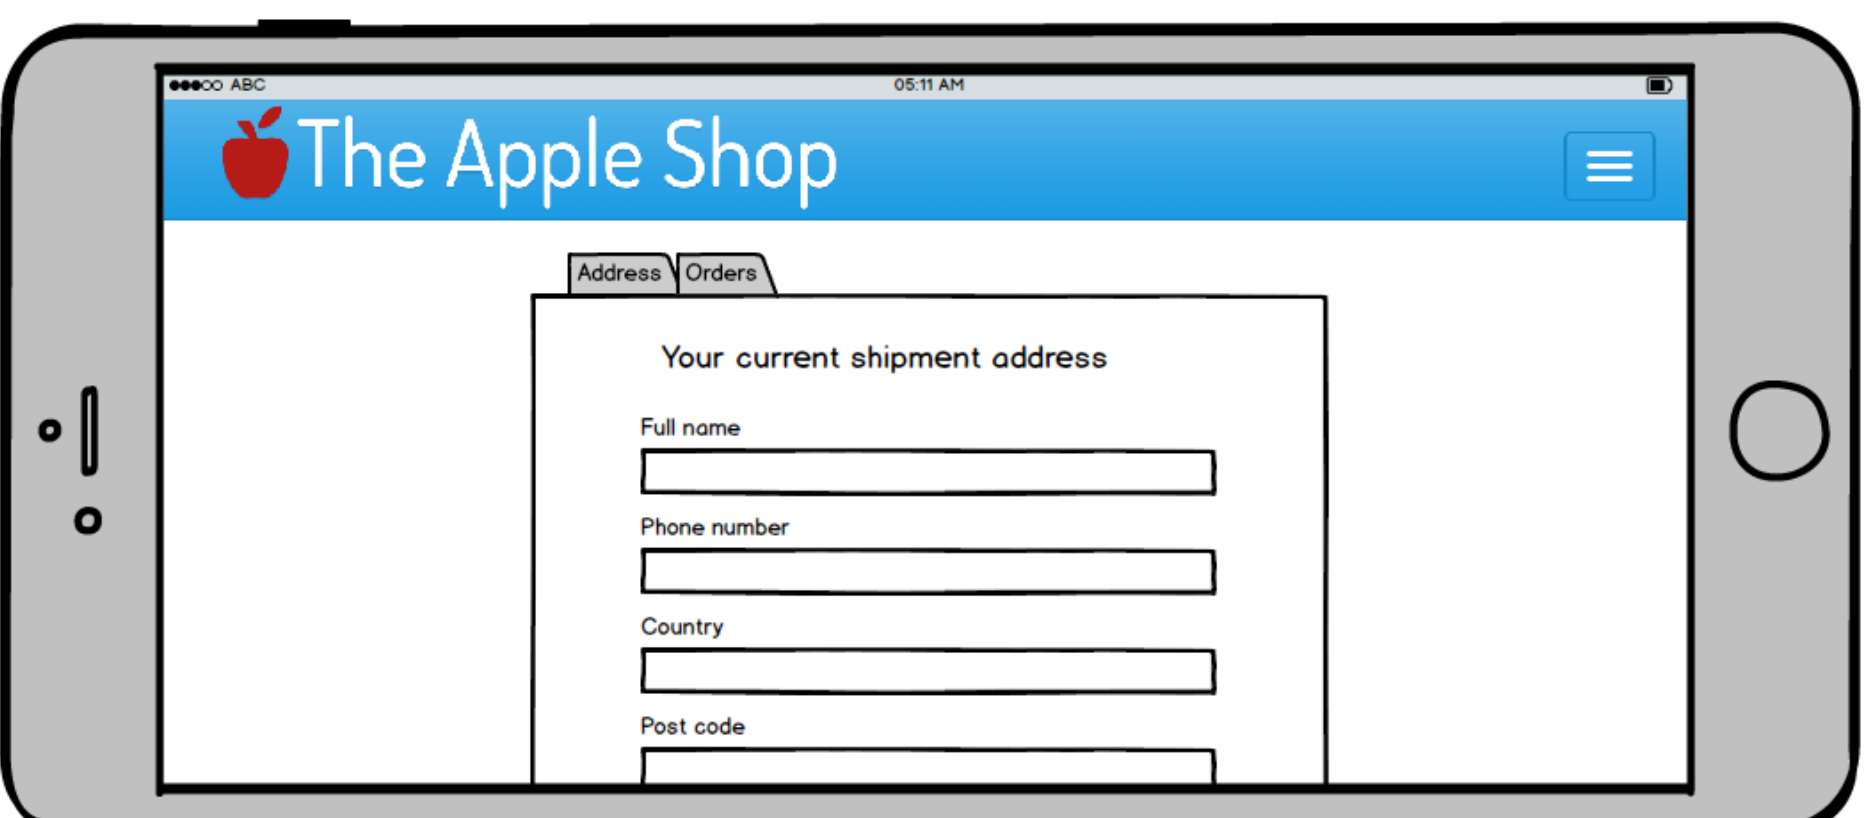 ABC 05:11 AM
The Apple Shop
Address Orders
Your current shipment address
Full name
Phone number
Country
Post code